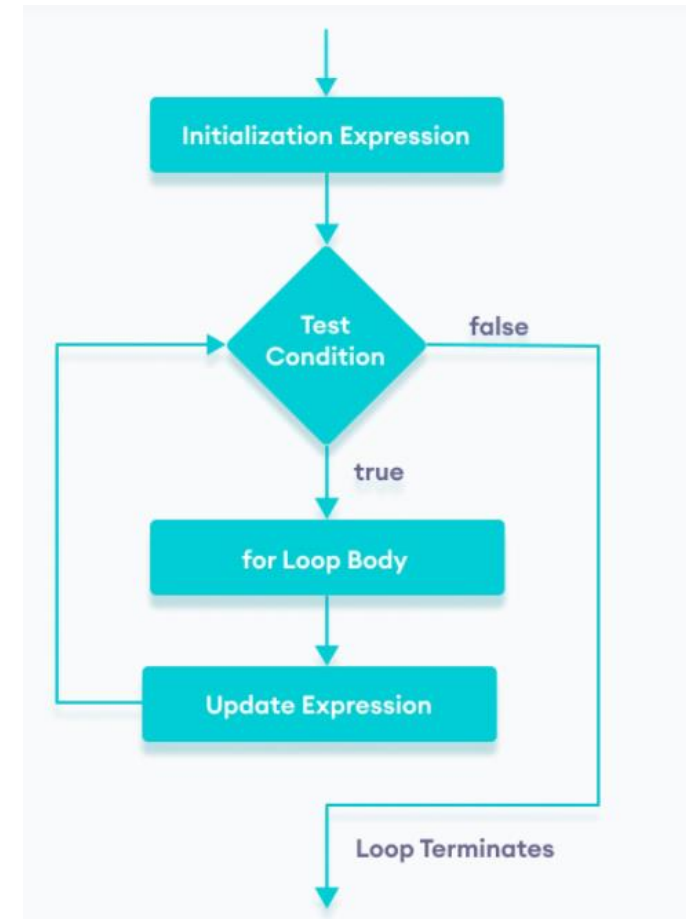 Initialization Expression
Test
Condition
false
true
for Loop Body
Update Expression
Loop Terminates